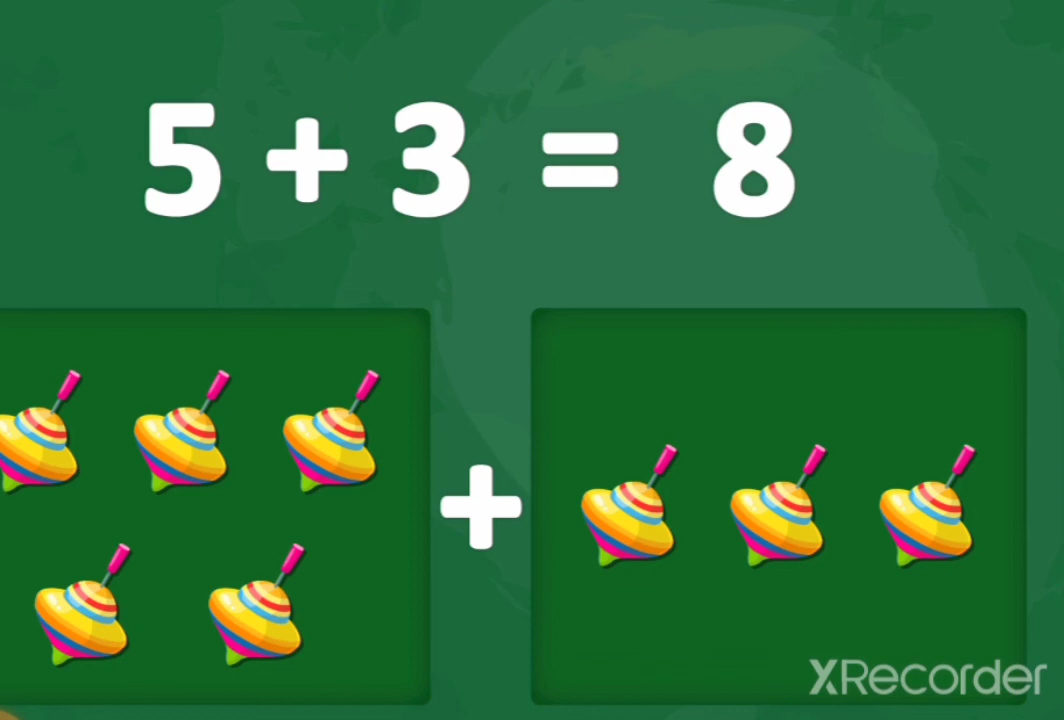 5 + 3 = 8
+
XRecorder